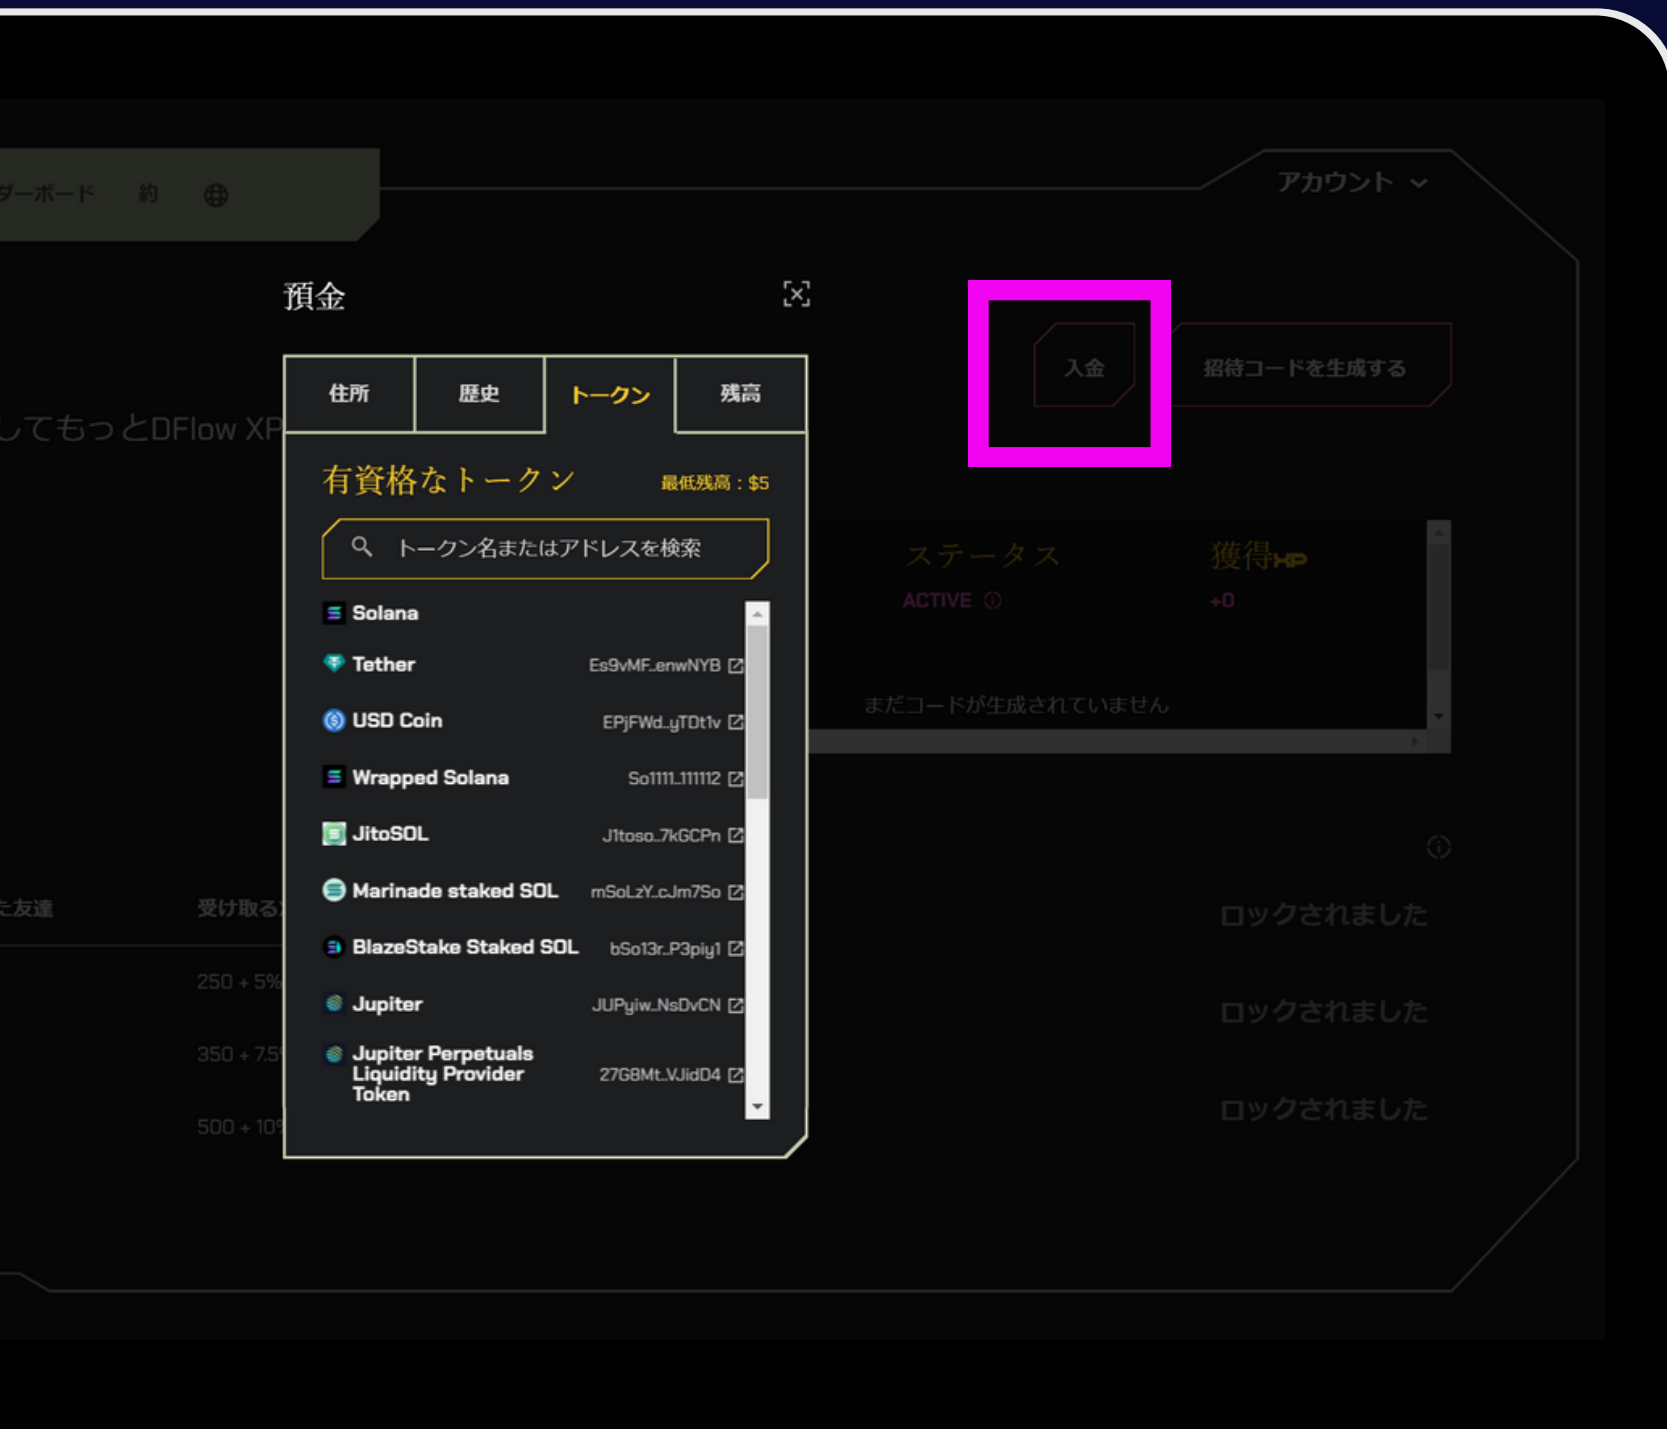 ダーボード 約
アカウント
預金
入金
招待コードを生成する
住所 歴史 トークン 残高
してもっとDFlow XP
有資格なトークン 最低残高：$5
トークン名またはアドレスを検索
ステータス 獲得XP
ACTIVE +0
まだコードが生成されていません
Solana
Tether Es9vMF..enwNYB
USD Coin EPjFWd..yTDt1v
Wrapped Solana So1111..111112
JitoSOL J1toso..7kGCPn
Marinade staked SOL mSoLzY..cJm7So
BlazeStake Staked SOL bSo13r..P3piy1
Jupiter JUPyiw..NsDvCN
Jupiter Perpetuals
Liquidity Provider
Token
27G8Mt..VJidD4
た友達 受け取る
250 + 5%
350 + 7.5%
500 + 10%
ロックされました
ロックされました
ロックされました